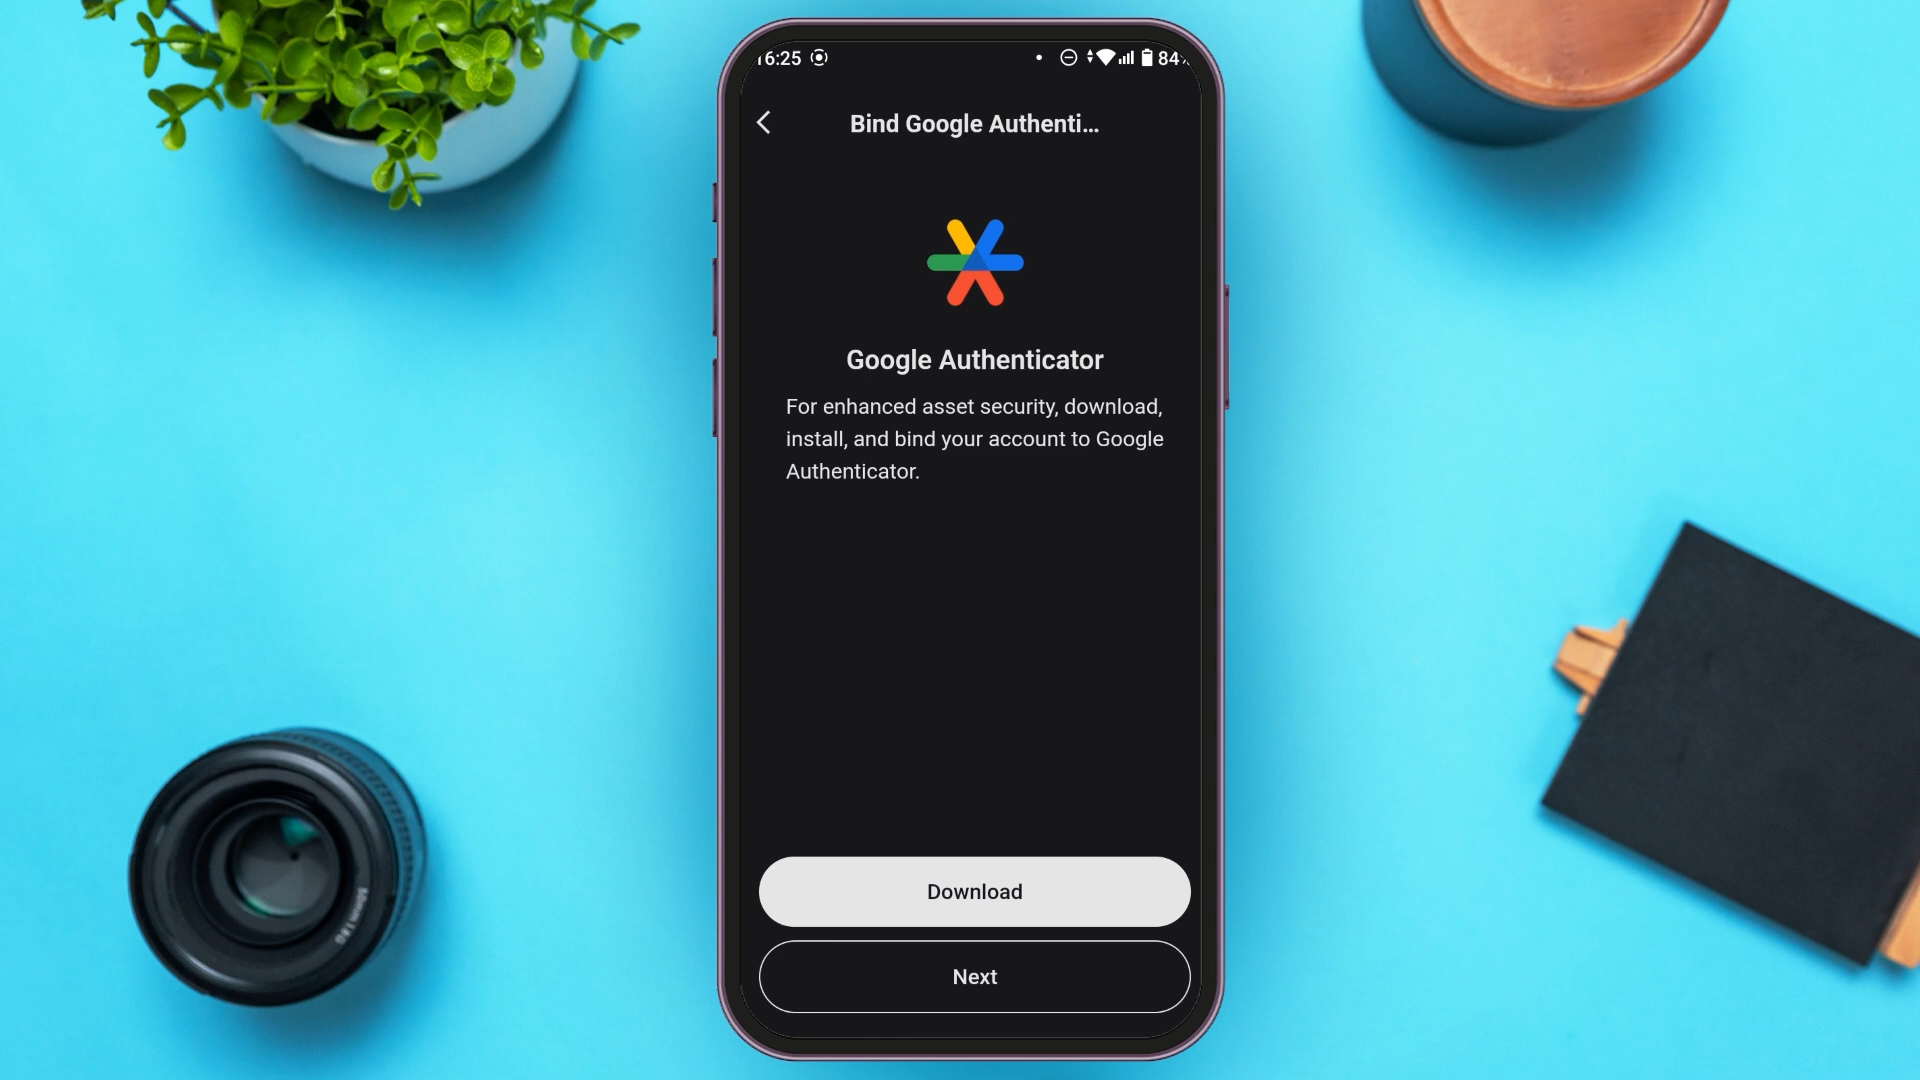 16:25
84
Bind Google Authenti...
Google Authenticator
For enhanced asset security, download,
install, and bind your account to Google
Authenticator.
Download
Next